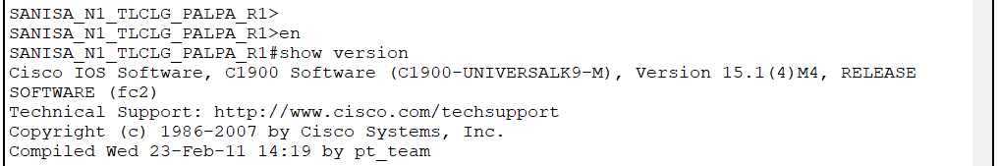 SANISA_N1_TLCLG_PALPA_R1>
SANISA_N1_TLCLG_PALPA_R1>en
SANISA_N1_TLCLG_PALPA_R1#show version
Cisco IOS Software, C1900 Software (C1900-UNIVERSALK9-M), Version 15.1(4)M4, RELEASE
SOFTWARE (fc2)
Technical Support: http://www.cisco.com/techsupport
Copyright (c) 1986-2007 by Cisco Systems, Inc.
Compiled Wed 23-Feb-11 14:19 by pt_team